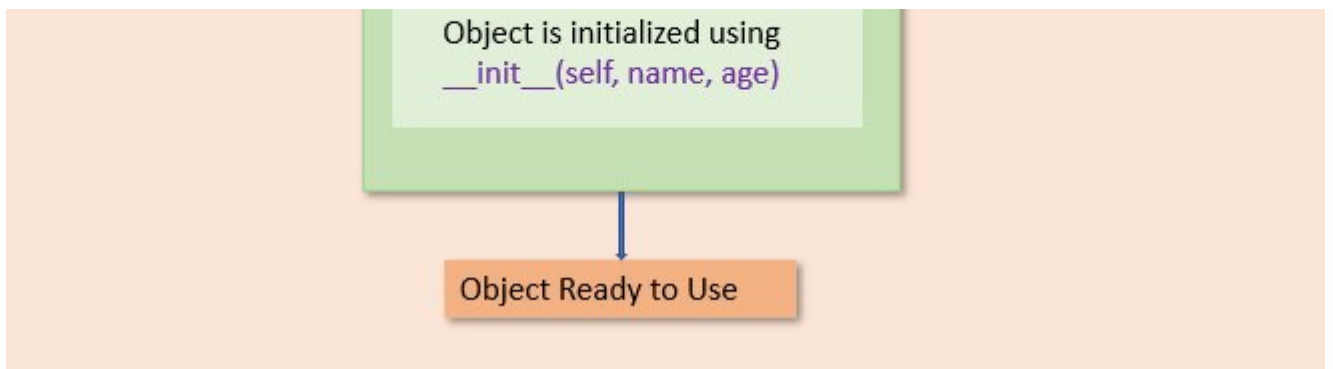 Object is initialized using
__init__(self, name, age)
Object Ready to Use